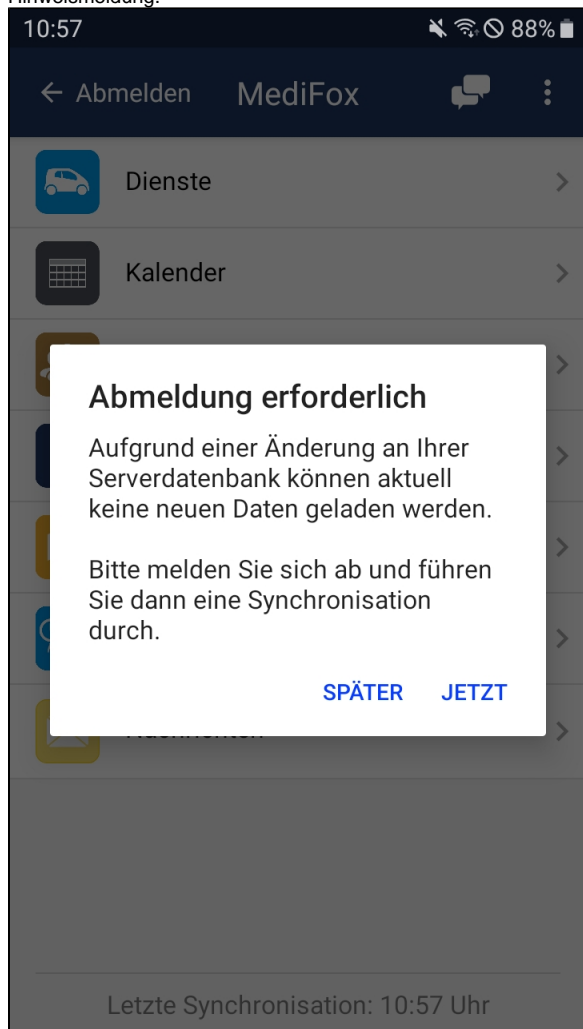 Hinweismeldung:
10:57 88%
← Abmelden MediFox
Dienste
Kalender
Abmeldung erforderlich
Aufgrund einer Änderung an Ihrer
Serverdatenbank können aktuell
keine neuen Daten geladen werden.
Bitte melden Sie sich ab und führen
Sie dann eine Synchronisation
durch.
SPÄTER JETZT
Letzte Synchronisation: 10:57 Uhr